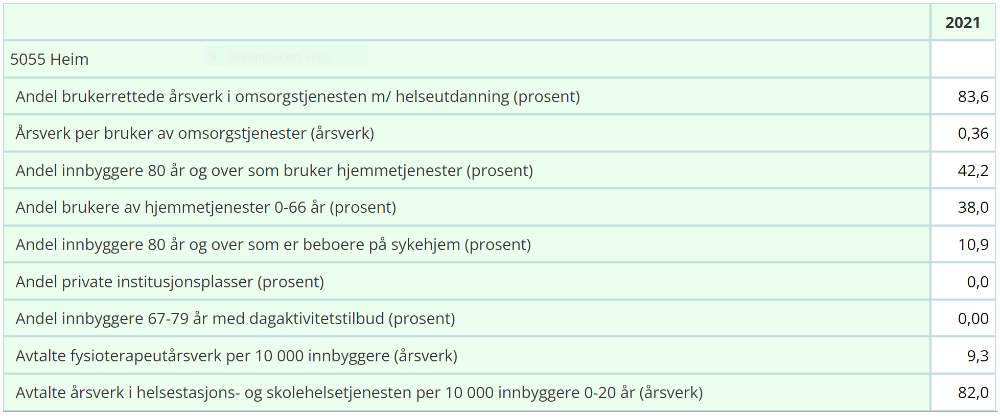 2021
5055 Heim
Rektangulært klipp
Andel brukerrettede årsverk i omsorgstjenesten m/ helseutdanning (prosent) 83,6
Årsverk per bruker av omsorgstjenester (årsverk) 0,36
Andel innbyggere 80 år og over som bruker hjemmetjenester (prosent) 42,2
Andel brukere av hjemmetjenester 0-66 år (prosent) 38,0
Andel innbyggere 80 år og over som er beboere på sykehjem (prosent) 10,9
Andel private institusjonsplasser (prosent) 0,0
Andel innbyggere 67-79 år med dagaktivitetstilbud (prosent) 0,00
Avtalte fysioterapeutårsverk per 10 000 innbyggere (årsverk) 9,3
Avtalte årsverk i helsestasjons- og skolehelsetjenesten per 10 000 innbyggere 0-20 år (årsverk) 82,0